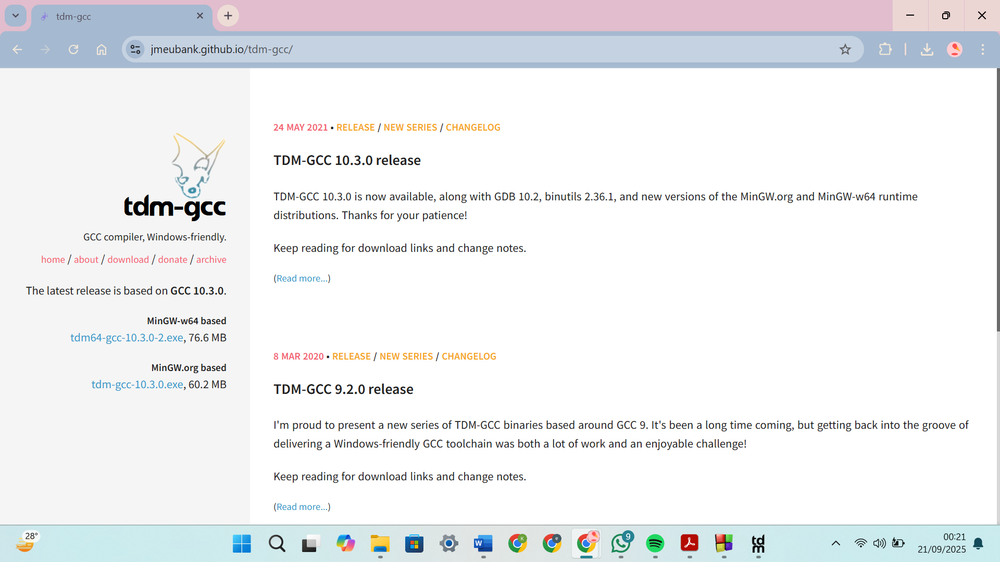 tdm-gcc
jmeubank.github.io/tdm-gcc/
tdm-gcc
GCC compiler, Windows-friendly.
home / about / download / donate / archive
The latest release is based on GCC 10.3.0.
MinGW-w64 based
tdm64-gcc-10.3.0-2.exe, 76.6 MB
MinGW.org based
tdm-gcc-10.3.0.exe, 60.2 MB
24 MAY 2021 • RELEASE / NEW SERIES / CHANGELOG
TDM-GCC 10.3.0 release
TDM-GCC 10.3.0 is now available, along with GDB 10.2, binutils 2.36.1, and new versions of the MinGW.org and MinGW-w64 runtime
distributions. Thanks for your patience!
Keep reading for download links and change notes.
(Read more...)
8 MAR 2020 • RELEASE / NEW SERIES / CHANGELOG
TDM-GCC 9.2.0 release
I'm proud to present a new series of TDM-GCC binaries based around GCC 9. It's been a long time coming, but getting back into the groove of
delivering a Windows-friendly GCC toolchain was both a lot of work and an enjoyable challenge!
Keep reading for download links and change notes.
(Read more...)
28°
W
K
e
9
tdm
00:21
21/09/2025